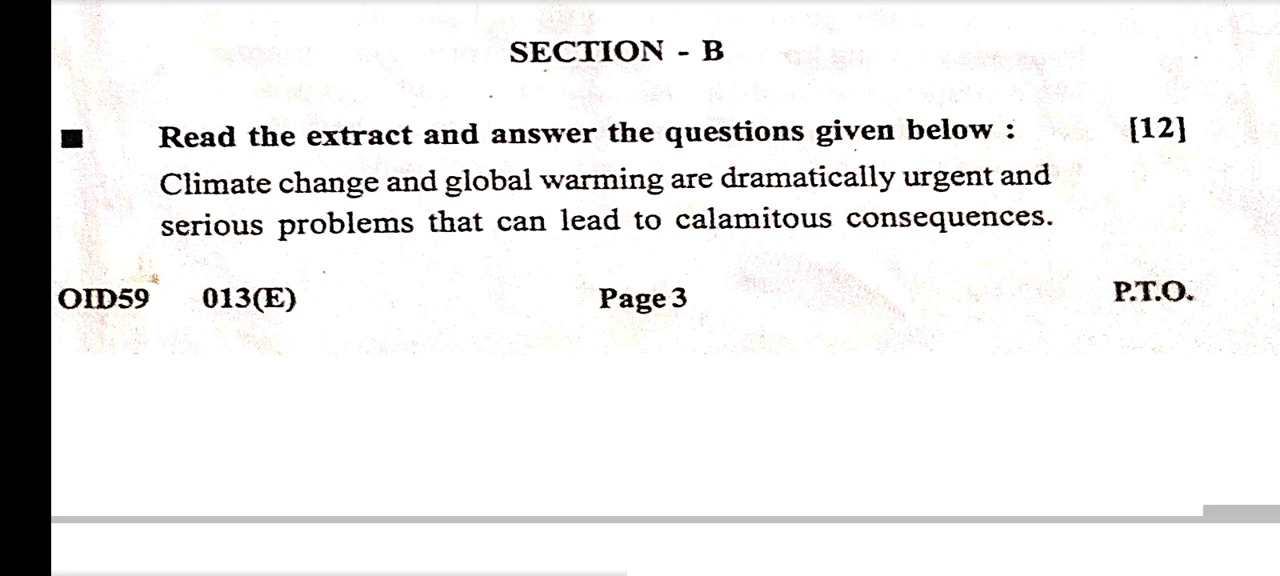 SECTION - B
■ Read the extract and answer the questions given below : [12]
Climate change and global warming are dramatically urgent and
serious problems that can lead to calamitous consequences.
OID59 013(E) Page 3 P.T.O.